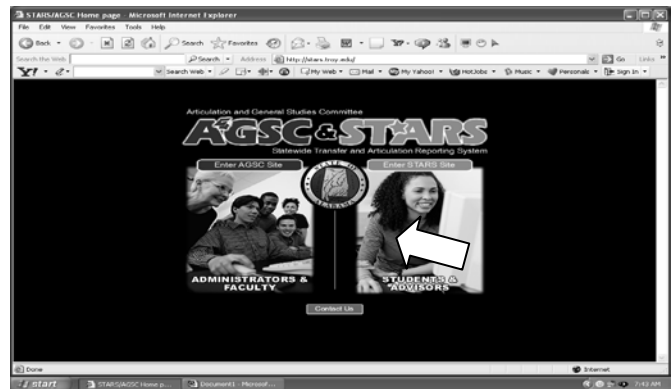 STARS/AGSC Home page - Microsoft Internet Explorer
File Edit View Favorites Tools Help
Back Search Favorites
Search the Web Search Address http://stars.troy.edu/ Go Links
Y! Search Web My Web Mail My Yahoo! HotJobs Music Personals Sign In
Articulation and General Studies Committee
AGSC & STARS
Statewide Transfer and Articulation Reporting System
Enter AGSC Site Enter STARS Site
STATE OF ALABAMA
ADMINISTRATORS & FACULTY
STUDENTS & ADVISORS
Contact Us
Done Internet
start STARS/AGSC Home p... Document1 - Microsof... 7:43 AM